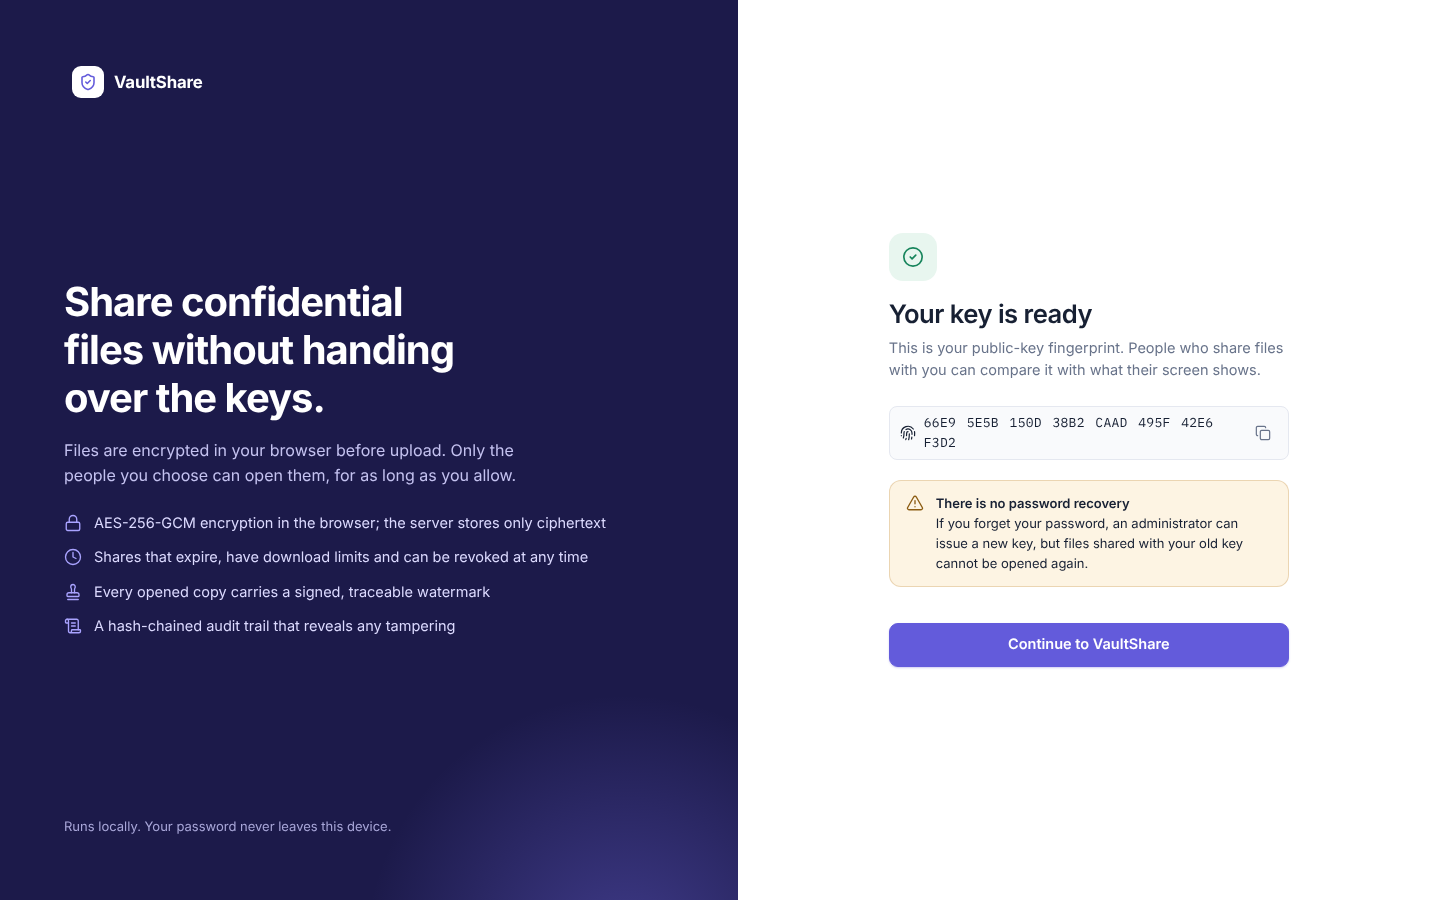 VaultShare
Share confidential
files without handing
over the keys.
Files are encrypted in your browser before upload. Only the
people you choose can open them, for as long as you allow.
AES-256-GCM encryption in the browser; the server stores only ciphertext
Shares that expire, have download limits and can be revoked at any time
Every opened copy carries a signed, traceable watermark
A hash-chained audit trail that reveals any tampering
Runs locally. Your password never leaves this device.
Your key is ready
This is your public-key fingerprint. People who share files
with you can compare it with what their screen shows.
66E9 5E5B 150D 38B2 CAAD 495F 42E6
F3D2
There is no password recovery
If you forget your password, an administrator can
issue a new key, but files shared with your old key
cannot be opened again.
Continue to VaultShare